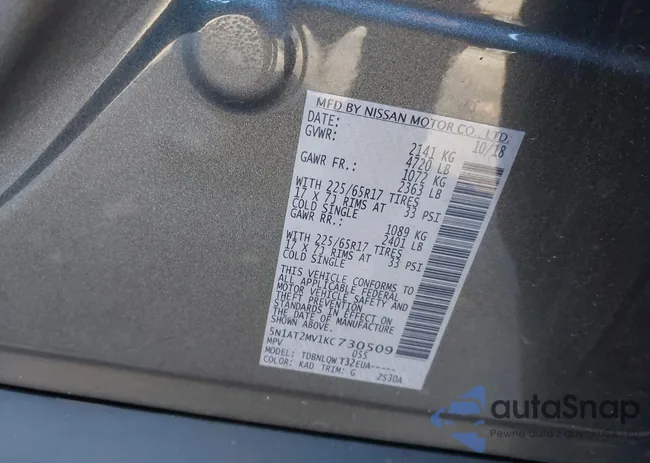 MFD BY NISSAN MOTOR CO., LTD.
DATE: 10/18
GVWR: 2141 KG
4720 LB
GAWR FR.: 1072 KG
2363 LB
WITH 225/65R17 TIRES
17 X 7J RIMS AT 33 PSI
COLD SINGLE
GAWR RR.: 1089 KG
2401 LB
WITH 225/65R17 TIRES
17 X 7J RIMS AT 33 PSI
COLD SINGLE
THIS VEHICLE CONFORMS TO
ALL APPLICABLE FEDERAL
MOTOR VEHICLE SAFETY AND
THEFT PREVENTION
STANDARDS IN EFFECT ON
THE DATE OF MANUFACTURE
SHOWN ABOVE.
5N1AT2MV1KC730509
MPV 055
MODEL: TDBNLQWT32EUA-----
COLOR: KAD TRIM: G 2530A
autaSnap
Pewne auta z